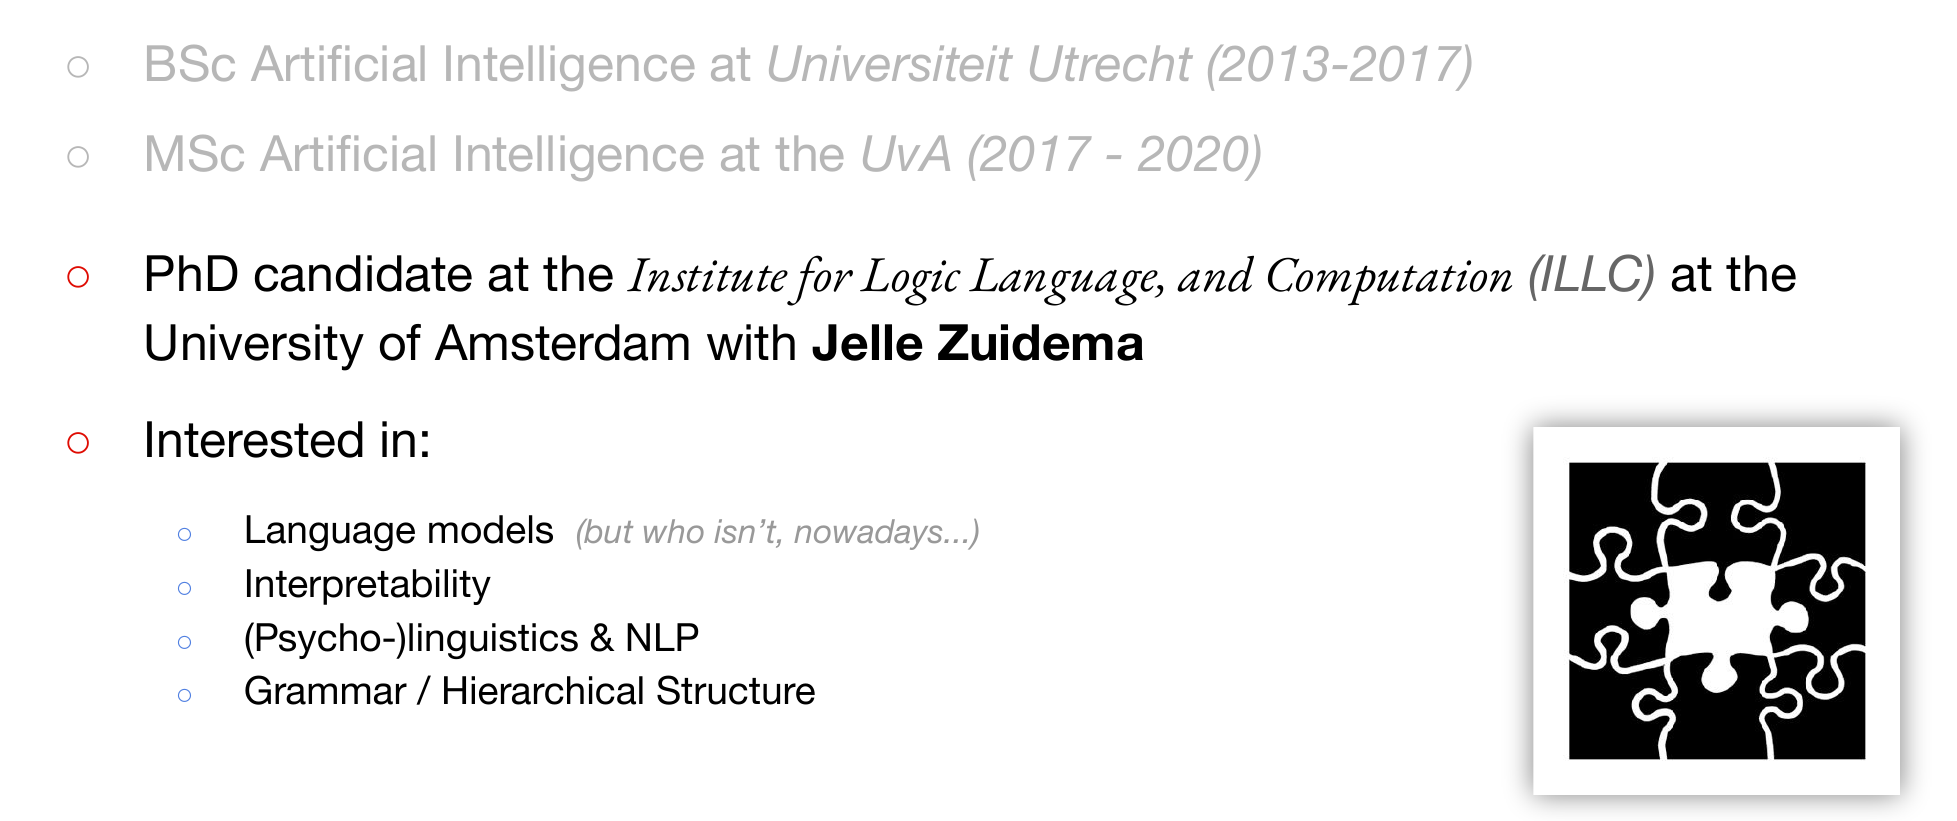 BSc Artificial Intelligence at Universiteit Utrecht (2013-2017)
MSc Artificial Intelligence at the UvA (2017 - 2020)
PhD candidate at the Institute for Logic Language, and Computation (ILLC) at the
University of Amsterdam with Jelle Zuidema
Interested in:
Language models (but who isn’t, nowadays...)
Interpretability
(Psycho-)linguistics & NLP
Grammar / Hierarchical Structure